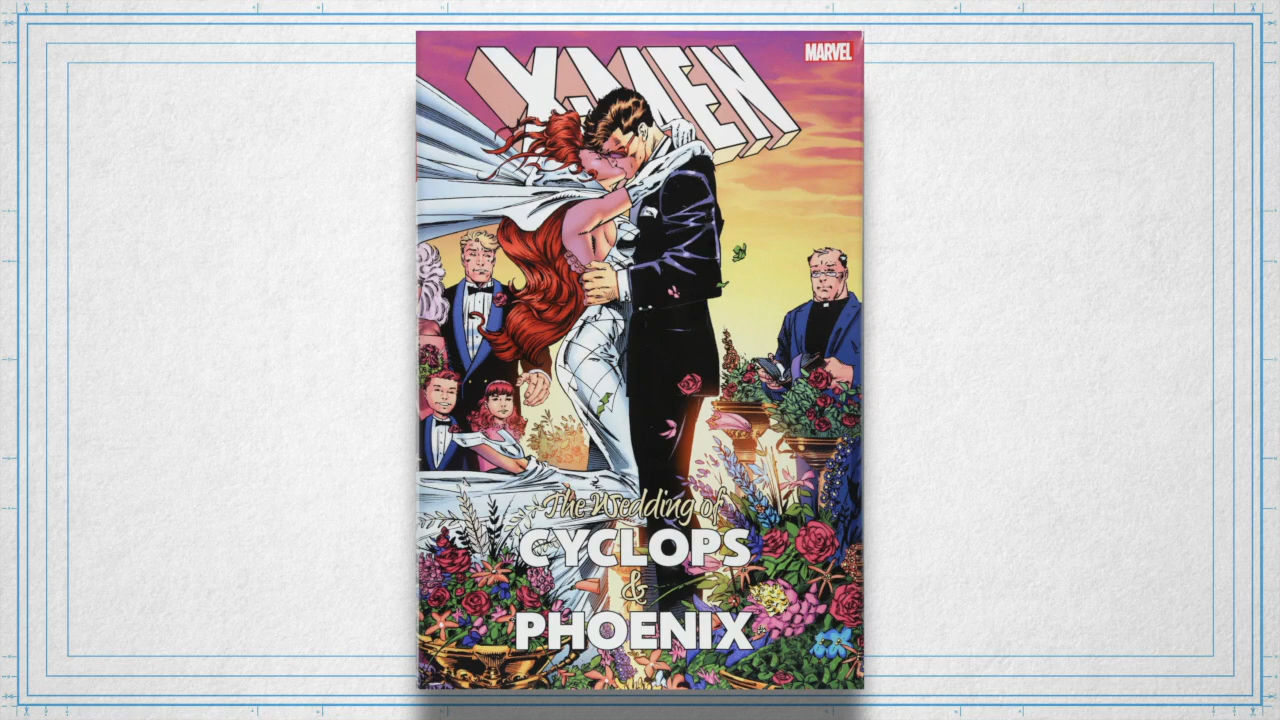 X-MEN
MARVEL
The Wedding of
CYCLOPS
&
PHOENIX